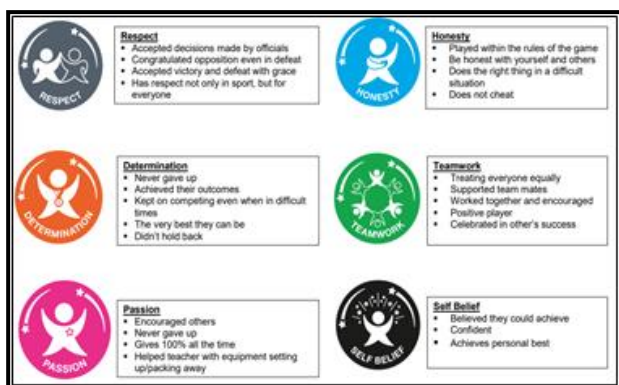 RESPECT
Respect
▪ Accepted decisions made by officials
▪ Congratulated opposition even in defeat
▪ Accepted victory and defeat with grace
▪ Has respect not only in sport, but for
everyone
HONESTY
Honesty
▪ Played within the rules of the game
▪ Be honest with yourself and others
▪ Does the right thing in a difficult
situation
▪ Does not cheat
DETERMINATION
Determination
▪ Never gave up
▪ Achieved their outcomes
▪ Kept on competing even when in difficult
times
▪ The very best they can be
▪ Didn't hold back
TEAMWORK
Teamwork
▪ Treating everyone equally
▪ Supported team mates
▪ Worked together and encouraged
▪ Positive player
▪ Celebrated in other's success
PASSION
Passion
▪ Encouraged others
▪ Never gave up
▪ Gives 100% all the time
▪ Helped teacher with equipment setting
up/packing away
SELF BELIEF
Self Belief
▪ Believed they could achieve
▪ Confident
▪ Achieves personal best